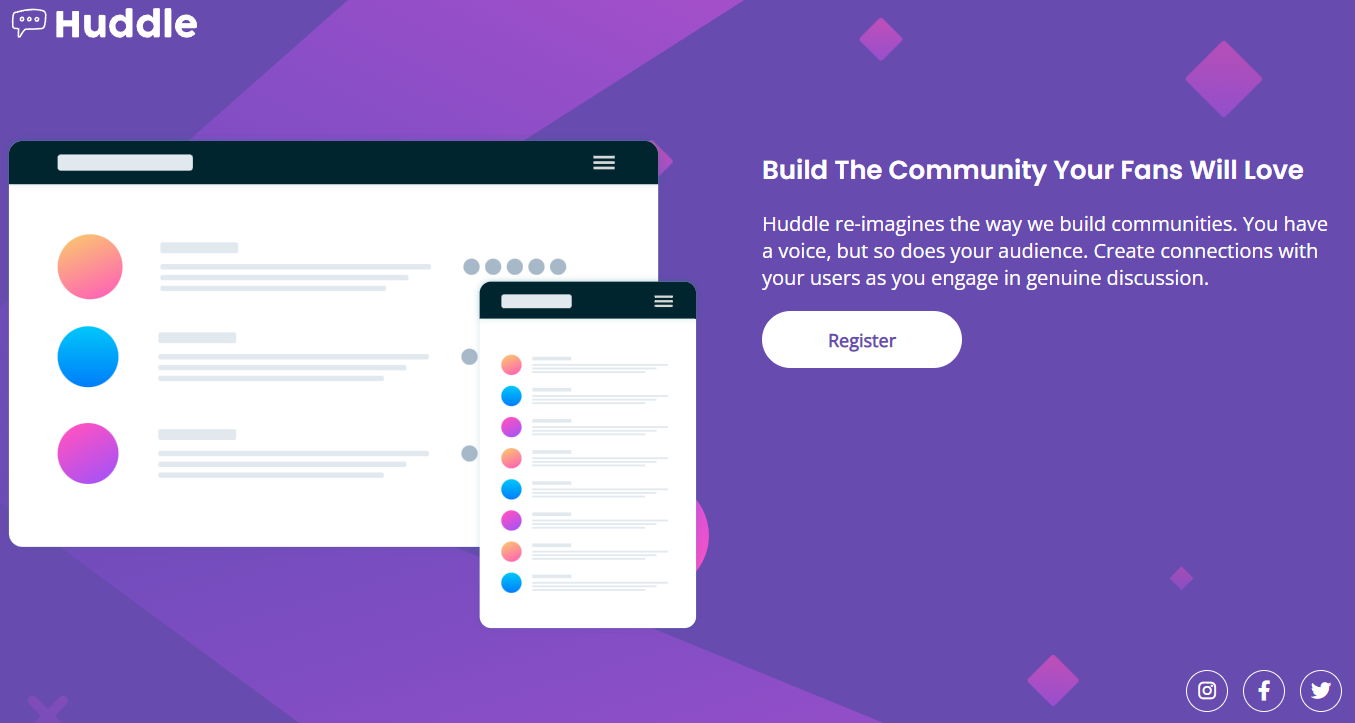 Huddle
Build The Community Your Fans Will Love
Huddle re-imagines the way we build communities. You have
a voice, but so does your audience. Create connections with
your users as you engage in genuine discussion.
Register